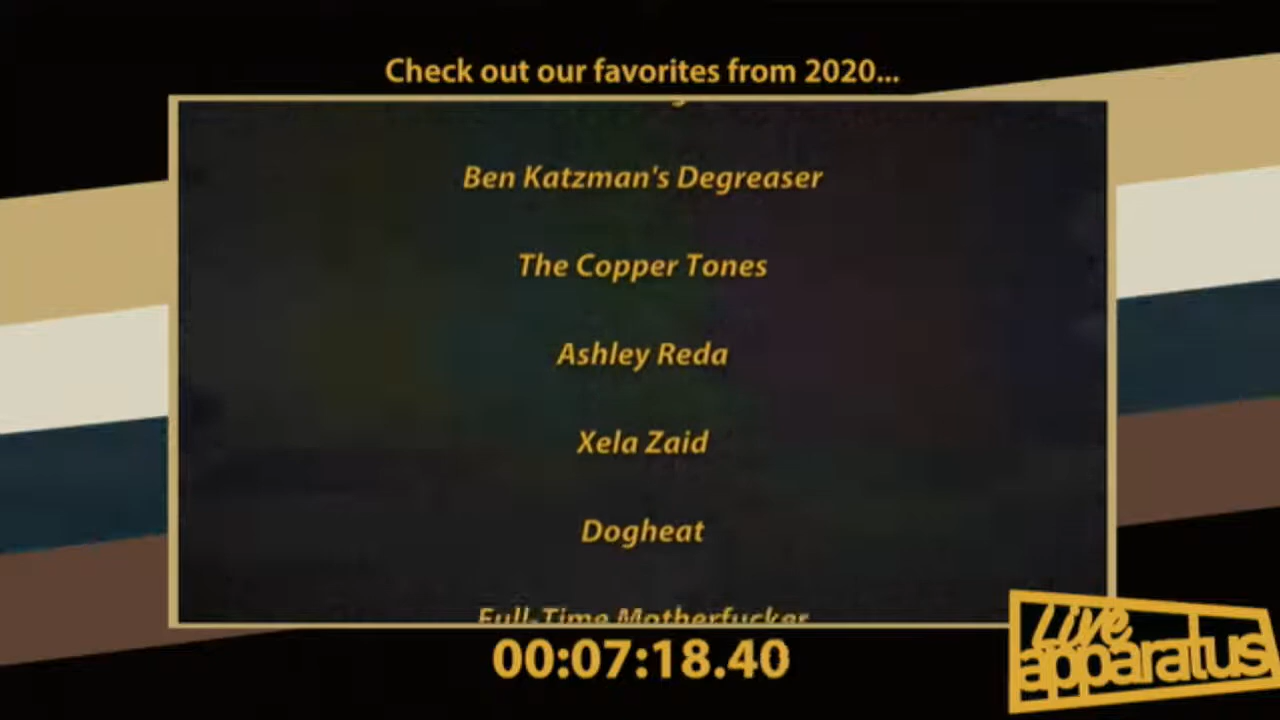 Check out our favorites from 2020...
Ben Katzman's Degreaser
The Copper Tones
Ashley Reda
Xela Zaid
Dogheat
Full-Time Motherfucker
00:07:18.40
Live
apparatus